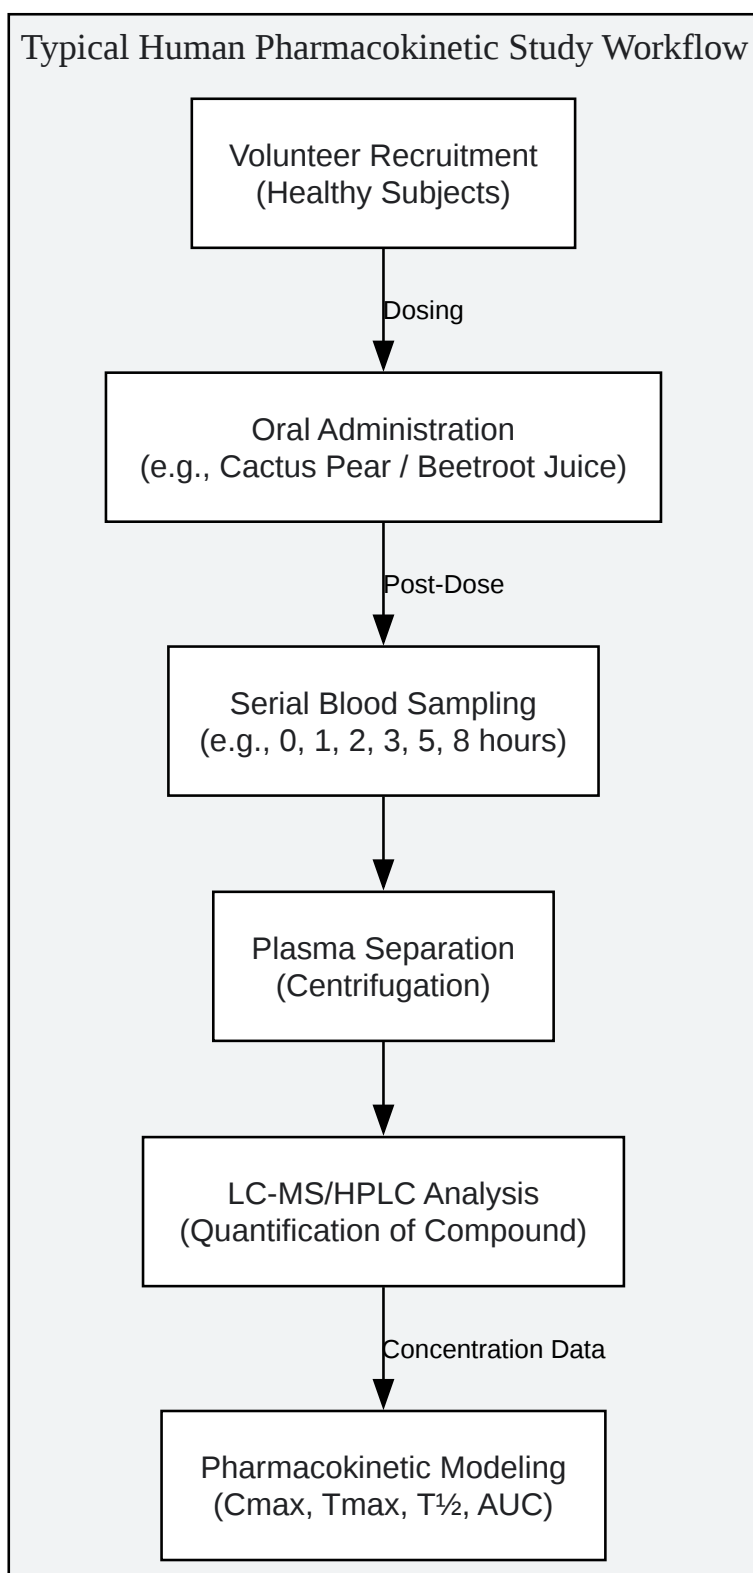 Typical Human Pharmacokinetic Study Workflow
Volunteer Recruitment
(Healthy Subjects)
Dosing
Oral Administration
(e.g., Cactus Pear / Beetroot Juice)
Post-Dose
Serial Blood Sampling
(e.g., 0, 1, 2, 3, 5, 8 hours)
Plasma Separation
(Centrifugation)
LC-MS/HPLC Analysis
(Quantification of Compound)
Concentration Data
Pharmacokinetic Modeling
(Cmax, Tmax, T½, AUC)